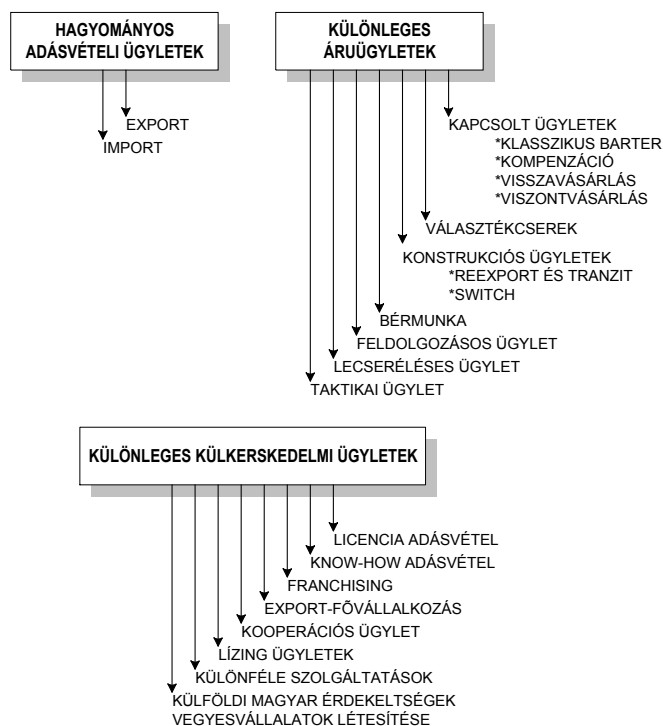 HAGYOMÁNYOS
ADÁSVÉTELI ÜGYLETEK
EXPORT
IMPORT
KÜLÖNLEGES
ÁRUÜGYLETEK
KAPCSOLT ÜGYLETEK
*KLASSZIKUS BARTER
*KOMPENZÁCIÓ
*VISSZAVÁSÁRLÁS
*VISZONTVÁSÁRLÁS
VÁLASZTÉKCSEREK
KONSTRUKCIÓS ÜGYLETEK
*REEXPORT ÉS TRANZIT
*SWITCH
BÉRMUNKA
FELDOLGOZÁSOS ÜGYLET
LECSERÉLÉSES ÜGYLET
TAKTIKAI ÜGYLET
KÜLÖNLEGES KÜLKERSKEDELMI ÜGYLETEK
LICENCIA ADÁSVÉTEL
KNOW-HOW ADÁSVÉTEL
FRANCHISING
EXPORT-FÕVÁLLALKOZÁS
KOOPERÁCIÓS ÜGYLET
LÍZING ÜGYLETEK
KÜLÖNFÉLE SZOLGÁLTATÁSOK
KÜLFÖLDI MAGYAR ÉRDEKELTSÉGEK
VEGYESVÁLLALATOK LÉTESÍTÉSE